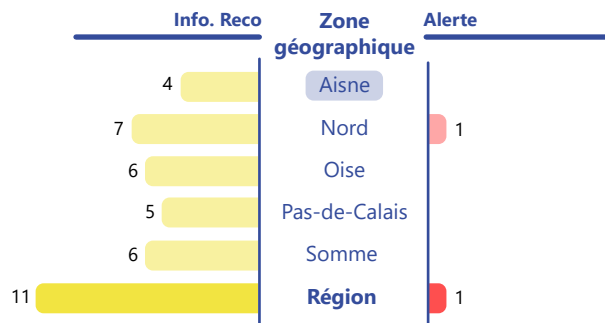 Info. Reco Zone géographique Alerte
4 Aisne
7 Nord 1
6 Oise
5 Pas-de-Calais
6 Somme
11 Région 1